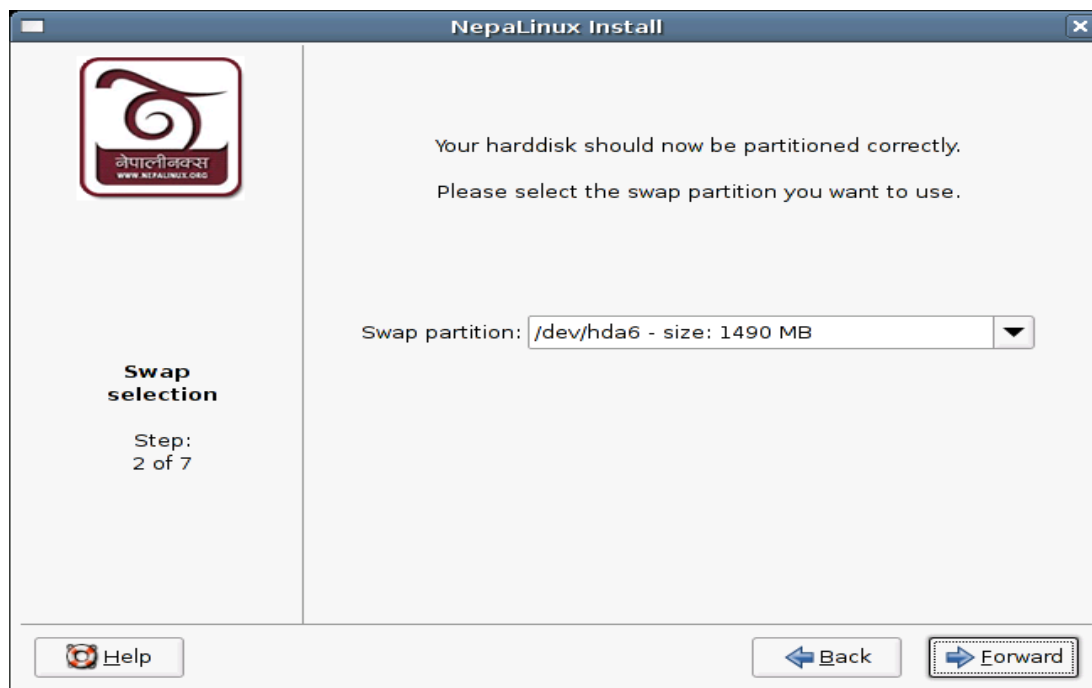 NepaLinux Install
नेपालीनक्स
WWW.NEPALINUX.ORG
Your harddisk should now be partitioned correctly.
Please select the swap partition you want to use.
Swap partition: /dev/hda6 - size: 1490 MB
Swap
selection
Step:
2 of 7
Help
Back
Forward